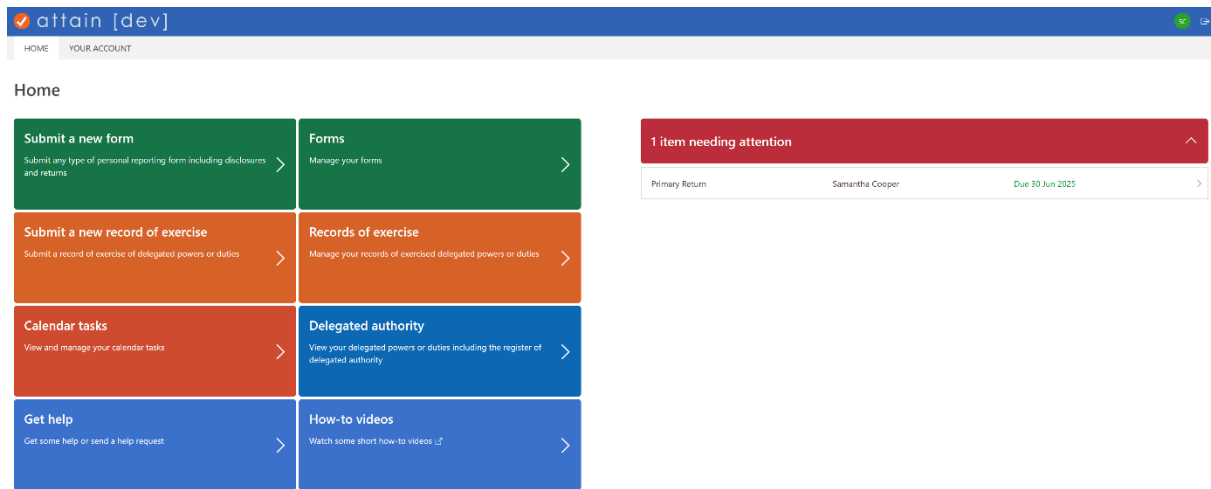 attain [dev]
SC
HOME YOUR ACCOUNT
Home
Submit a new form
Submit any type of personal reporting form including disclosures
and returns
Forms
Manage your forms
Submit a new record of exercise
Submit a record of exercise of delegated powers or duties
Records of exercise
Manage your records of exercised delegated powers or duties
Calendar tasks
View and manage your calendar tasks
Delegated authority
View your delegated powers or duties including the register of
delegated authority
Get help
Get some help or send a help request
How-to videos
Watch some short how-to videos
1 item needing attention
Primary Return Samantha Cooper Due 30 Jun 2025